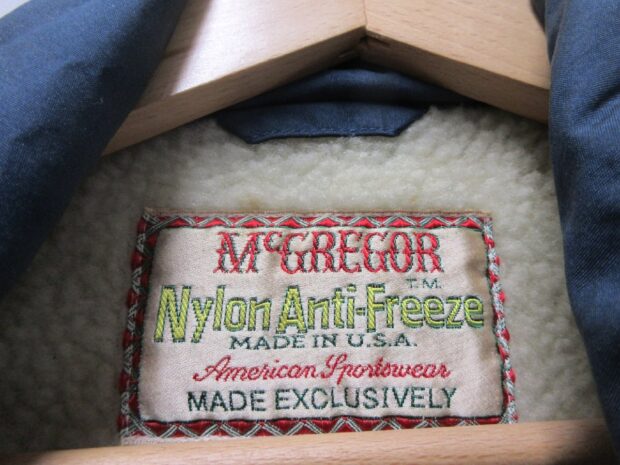 McGREGOR
T.M.
Nylon Anti-Freeze
MADE IN U.S.A.
American Sportswear
MADE EXCLUSIVELY